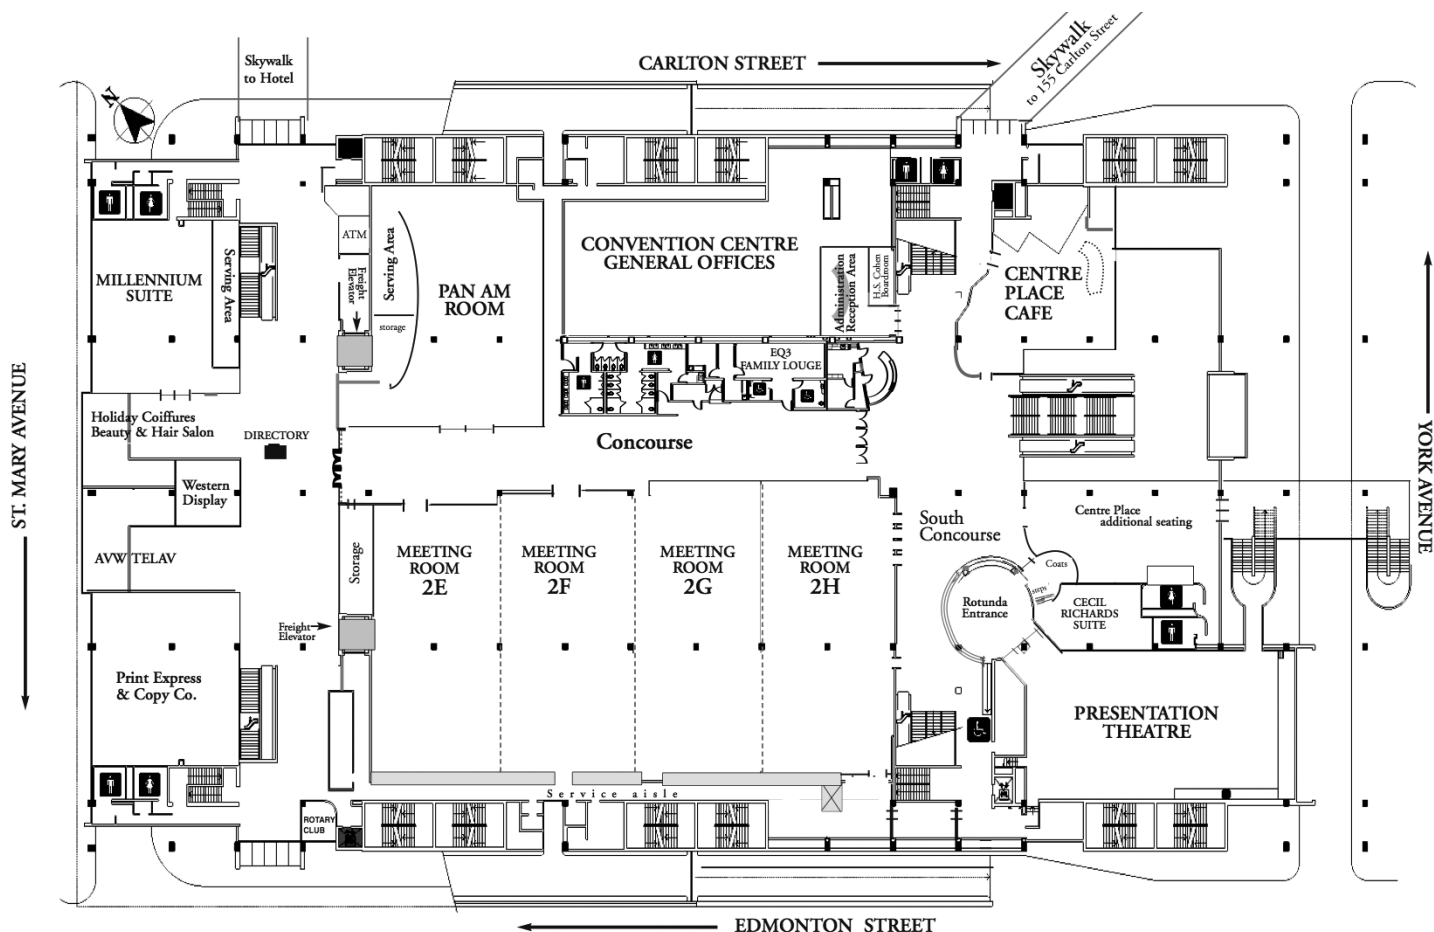 CARLTON STREET
Skywalk
to 155 Carlton Street
Skywalk
to Hotel
N
ATM
Freight
Elevator
Serving Area
storage
PAN AM
ROOM
MILLENNIUM
SUITE
Serving Area
CONVENTION CENTRE
GENERAL OFFICES
Administration
Reception Area
H.S. Cohen
Boardroom
CENTRE
PLACE
CAFE
EQ3
FAMILY LOUGE
ST. MARY AVENUE
YORK AVENUE
Holiday Coiffures
Beauty & Hair Salon
DIRECTORY
Concourse
Western
Display
AVW TELAV
Storage
MEETING
ROOM
2E
MEETING
ROOM
2F
MEETING
ROOM
2G
MEETING
ROOM
2H
South
Concourse
Centre Place
additional seating
Coats
steps
Rotunda
Entrance
CECIL
RICHARDS
SUITE
Freight
Elevator
Print Express
& Copy Co.
PRESENTATION
THEATRE
Service aisle
ROTARY
CLUB
EDMONTON STREET